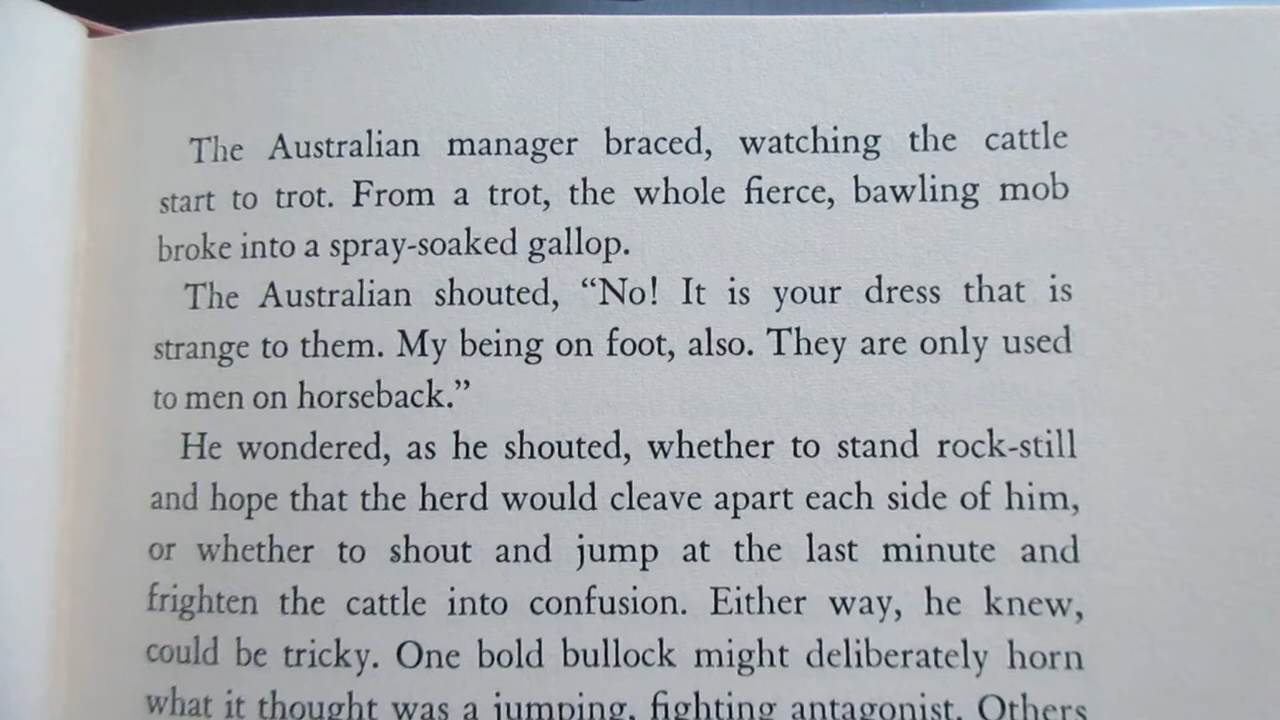 The Australian manager braced, watching the cattle
start to trot. From a trot, the whole fierce, bawling mob
broke into a spray-soaked gallop.
The Australian shouted, “No! It is your dress that is
strange to them. My being on foot, also. They are only used
to men on horseback.”
He wondered, as he shouted, whether to stand rock-still
and hope that the herd would cleave apart each side of him,
or whether to shout and jump at the last minute and
frighten the cattle into confusion. Either way, he knew,
could be tricky. One bold bullock might deliberately horn
what it thought was a jumping, fighting antagonist. Others